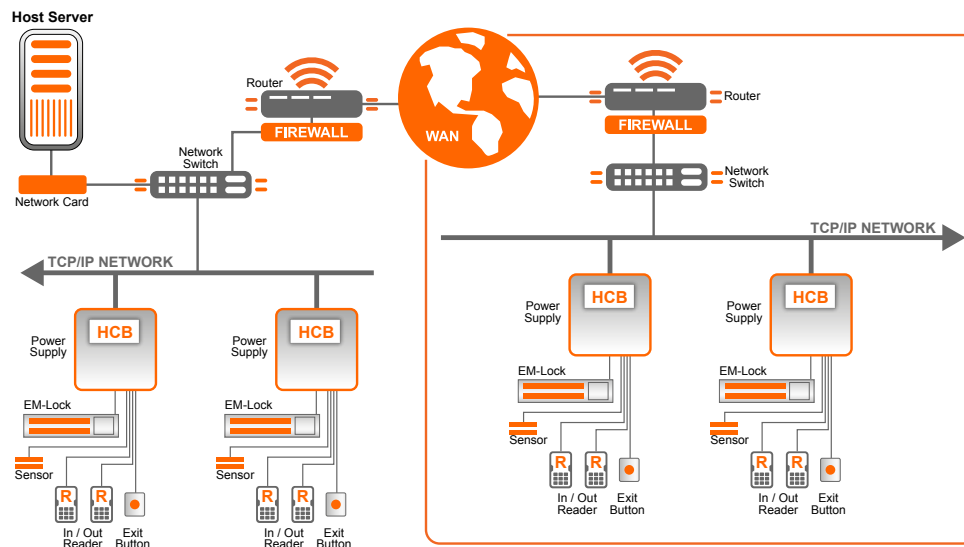 Host Server
Router
FIREWALL
Network
Switch
Network Card
WAN
Router
FIREWALL
Network
Switch
TCP/IP NETWORK
TCP/IP NETWORK
HCB
Power
Supply
EM-Lock
Sensor
R
R
In / Out
Reader
Exit
Button
HCB
Power
Supply
EM-Lock
Sensor
R
R
In / Out
Reader
Exit
Button
HCB
Power
Supply
EM-Lock
Sensor
R
R
In / Out
Reader
Exit
Button
HCB
Power
Supply
EM-Lock
Sensor
R
R
In / Out
Reader
Exit
Button